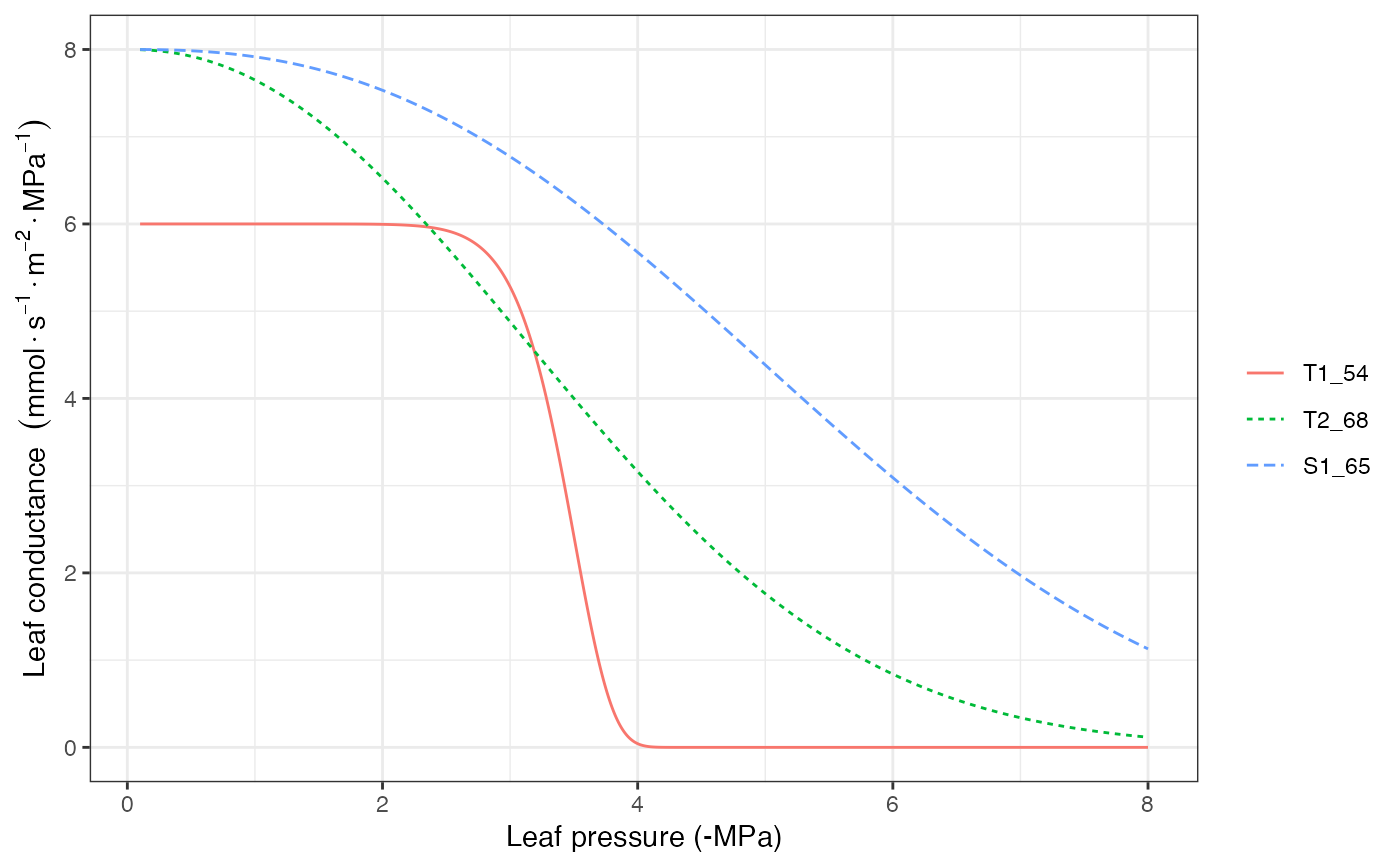 Leaf conductance (mmol · s⁻¹ · m⁻² · MPa⁻¹)
8
6
4
2
0
0 2 4 6 8
Leaf pressure (-MPa)
T1_54
T2_68
S1_65